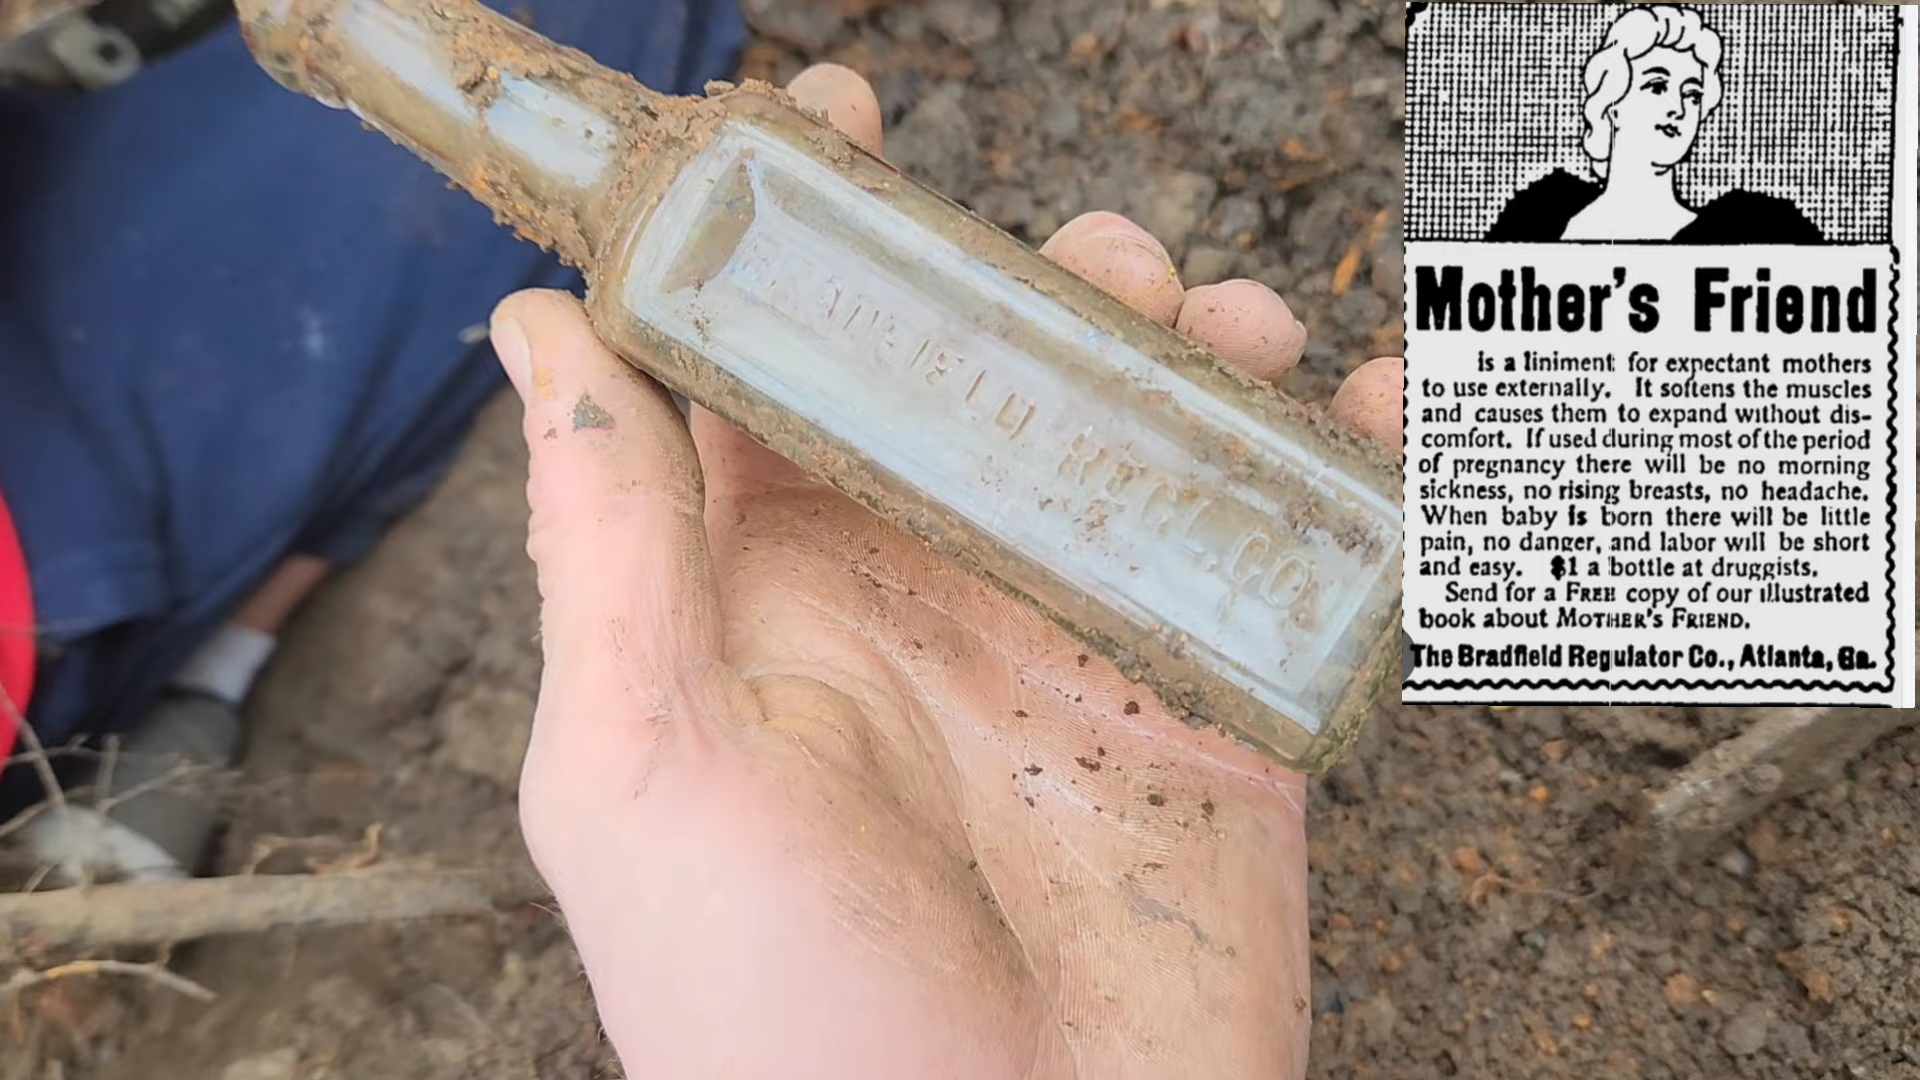 BRADFIELD REGL. CO.
Mother's Friend
is a liniment for expectant mothers
to use externally. It softens the muscles
and causes them to expand without dis-
comfort. If used during most of the period
of pregnancy there will be no morning
sickness, no rising breasts, no headache.
When baby is born there will be little
pain, no danger, and labor will be short
and easy. $1 a bottle at druggists.
Send for a FREE copy of our illustrated
book about MOTHER'S FRIEND.
The Bradfield Regulator Co., Atlanta, Ga.